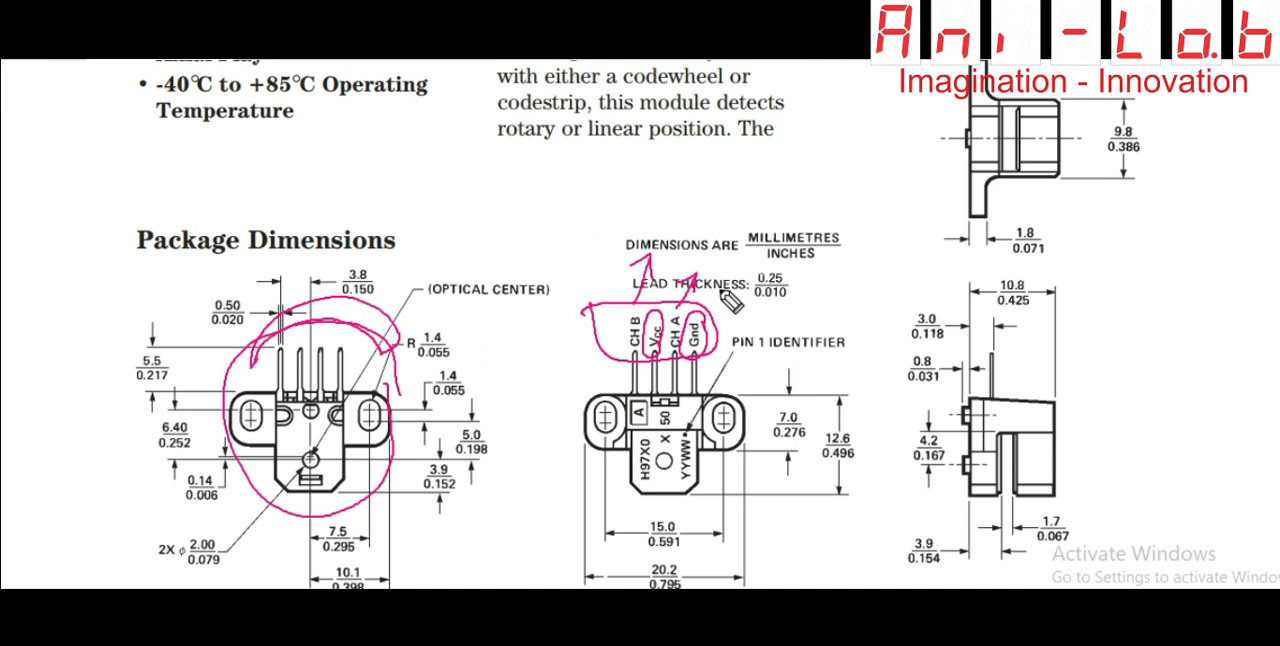 Ani-Lab
Imagination - Innovation
• -40°C to +85°C Operating
Temperature
with either a codewheel or
codestrip, this module detects
rotary or linear position. The
9.8
0.386
1.8
0.071
Package Dimensions
DIMENSIONS ARE MILLIMETRES
INCHES
LEAD THICKNESS: 0.25
0.010
3.8
0.150
(OPTICAL CENTER)
0.50
0.020
R 1.4
0.055
5.5
0.217
1.4
0.055
6.40
0.252
5.0
0.198
3.9
0.152
0.14
0.006
7.5
0.295
2X ϕ 2.00
0.079
10.1
0.398
CH B
Vcc
CH A
Gnd
PIN 1 IDENTIFIER
A
50
X
H97X0
YYWW
7.0
0.276
12.6
0.496
15.0
0.591
20.2
0.795
10.8
0.425
3.0
0.118
0.8
0.031
4.2
0.167
1.7
0.067
3.9
0.154
Activate Windows
Go to Settings to activate Windo